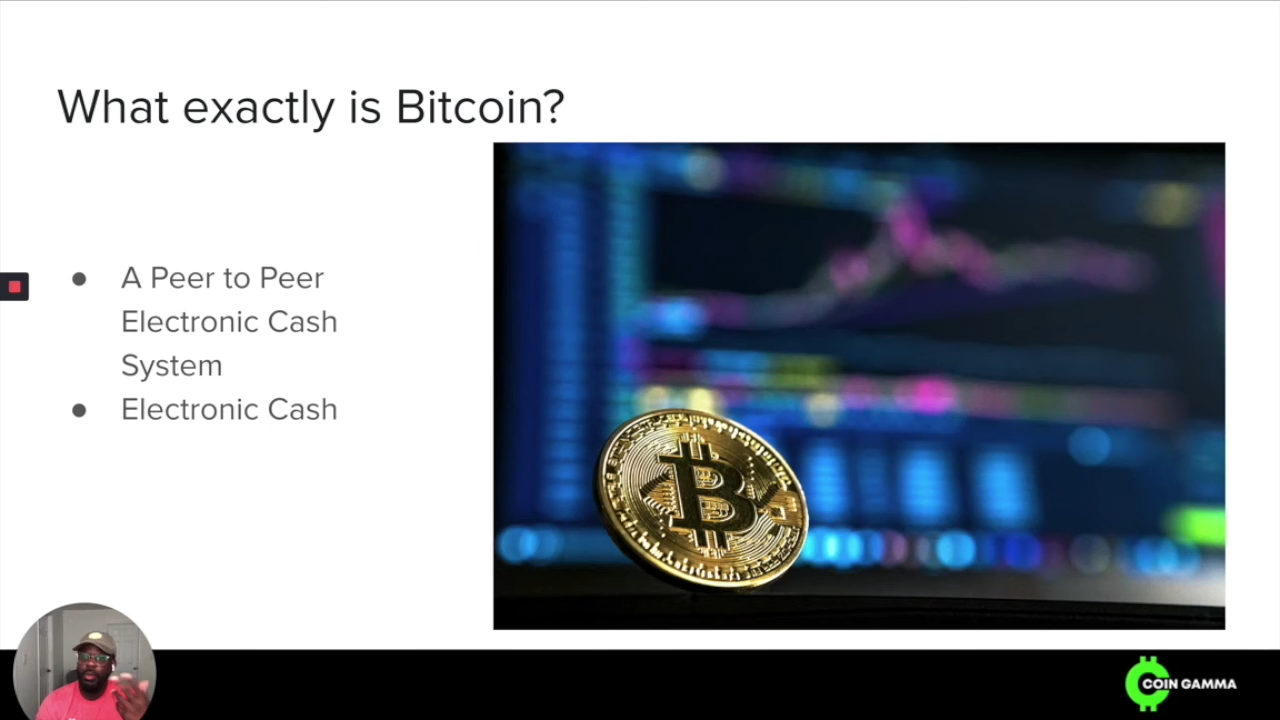 What exactly is Bitcoin?
A Peer to Peer
Electronic Cash
System
Electronic Cash
COIN GAMMA